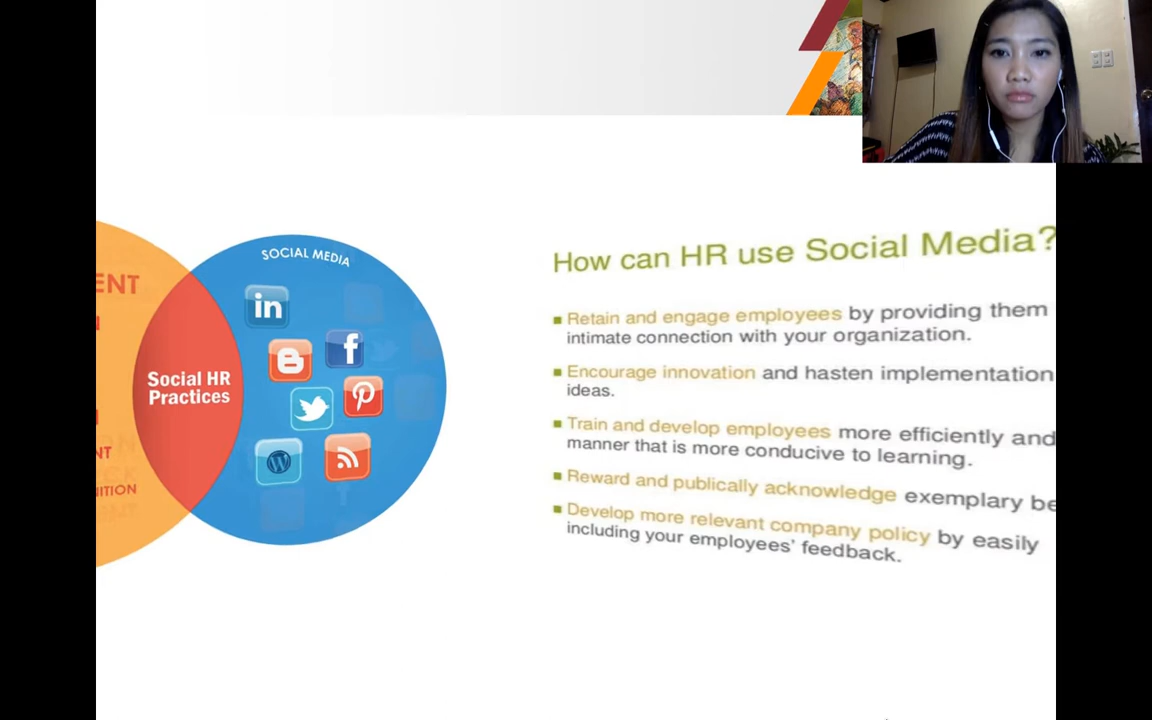 ENT
NT
NITION
Social HR
Practices
SOCIAL MEDIA
in
f
How can HR use Social Media?
Retain and engage employees by providing them
intimate connection with your organization.
Encourage innovation and hasten implementation
ideas.
Train and develop employees more efficiently and
manner that is more conducive to learning.
Reward and publically acknowledge exemplary be
Develop more relevant company policy by easily
including your employees' feedback.